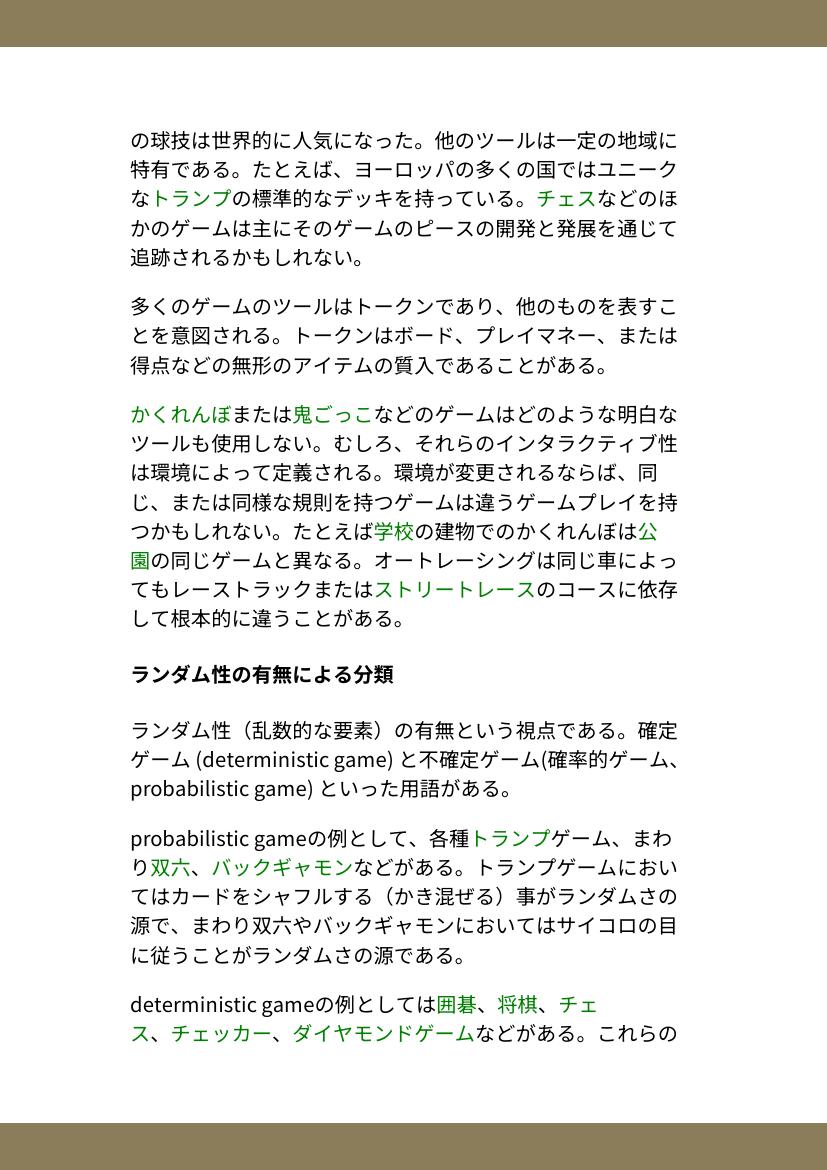 の球技は世界的に人気になった。他のツールは一定の地域に
特有である。たとえば、ヨーロッパの多くの国ではユニーク
なトランプの標準的なデッキを持っている。チェスなどのほ
かのゲームは主にそのゲームのピースの開発と発展を通じて
追跡されるかもしれない。
多くのゲームのツールはトークンであり、他のものを表すこ
とを意図される。トークンはボード、プレイマネー、または
得点などの無形のアイテムの質入であることがある。
かくれんぼまたは鬼ごっこなどのゲームはどのような明白な
ツールも使用しない。むしろ、それらのインタラクティブ性
は環境によって定義される。環境が変更されるならば、同
じ、または同様な規則を持つゲームは違うゲームプレイを持
つかもしれない。たとえば学校の建物でのかくれんぼは公
園の同じゲームと異なる。オートレーシングは同じ車によっ
てもレーストラックまたはストリートレースのコースに依存
して根本的に違うことがある。
ランダム性の有無による分類
ランダム性（乱数的な要素）の有無という視点である。確定
ゲーム (deterministic game) と不確定ゲーム(確率的ゲーム、
probabilistic game) といった用語がある。
probabilistic gameの例として、各種トランプゲーム、まわ
り双六、バックギャモンなどがある。トランプゲームにおい
てはカードをシャフルする（かき混ぜる）事がランダムさの
源で、まわり双六やバックギャモンにおいてはサイコロの目
に従うことがランダムさの源である。
deterministic gameの例としては囲碁、将棋、チェ
ス、チェッカー、ダイヤモンドゲームなどがある。これらの